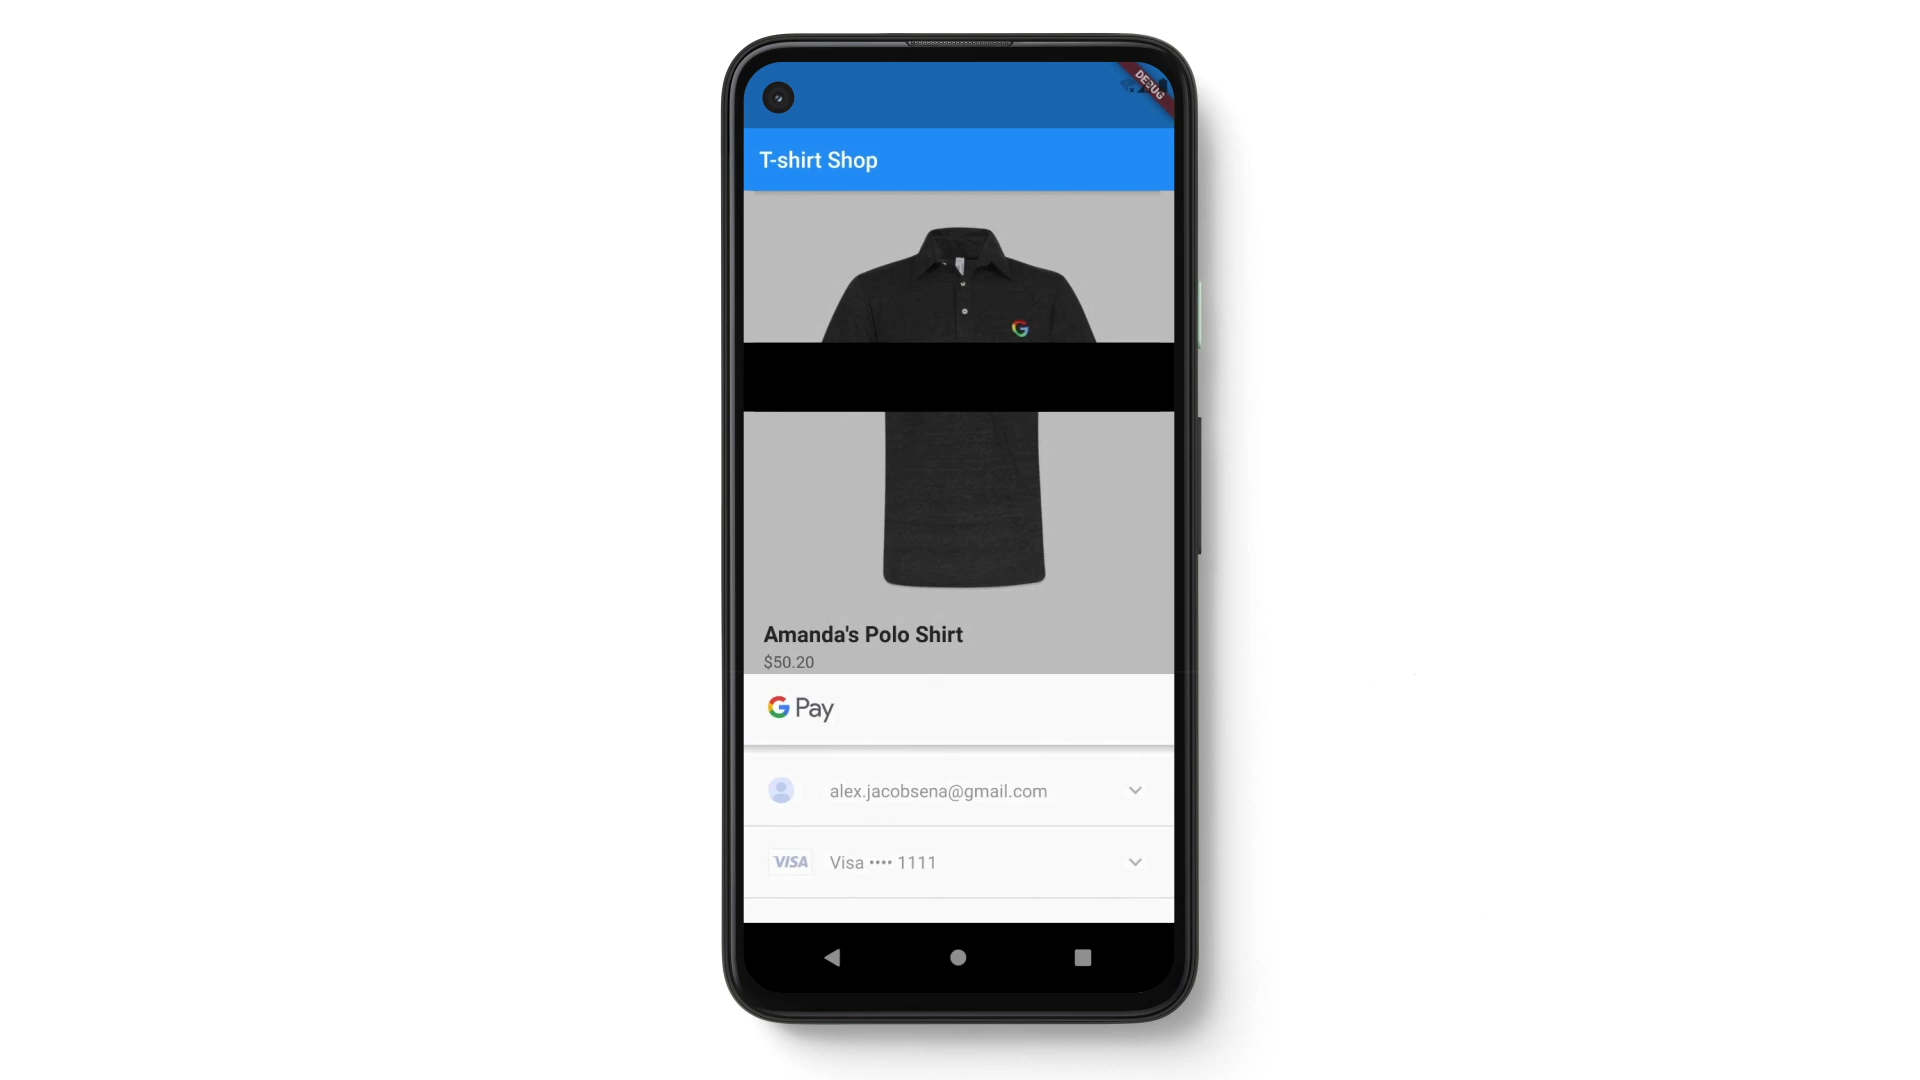 DEBUG
T-shirt Shop
G
Amanda's Polo Shirt
$50.20
G Pay
alex.jacobsena@gmail.com
VISA Visa •••• 1111